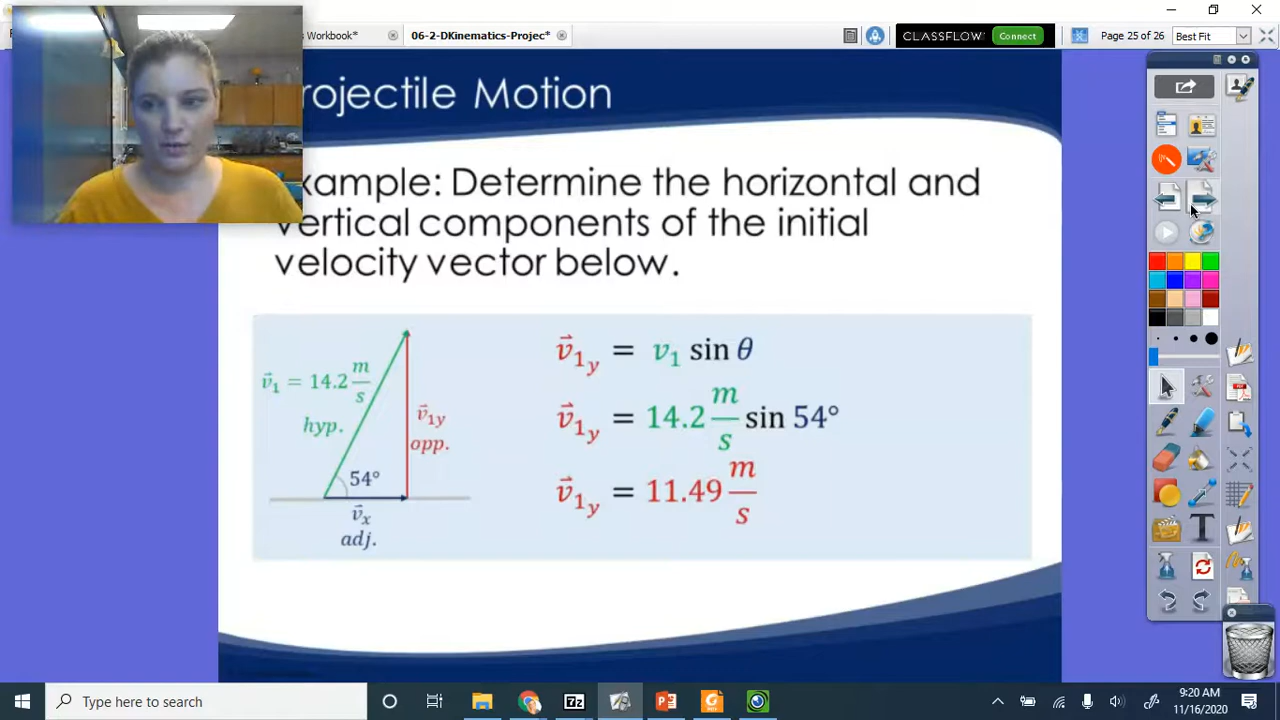 s Workbook*
06-2-DKinematics-Projec*
CLASSFLOW
Connect
Page 25 of 26
Best Fit
rojectile Motion
xample: Determine the horizontal and
vertical components of the initial
velocity vector below.
v⃗₁ = 14.2 m/s
hyp.
v⃗₁y
opp.
54°
v⃗x
adj.
v⃗₁y = v₁ sin θ
v⃗₁y = 14.2 m/s sin 54°
v⃗₁y = 11.49 m/s
T
Type here to search
7z
9:20 AM
11/16/2020